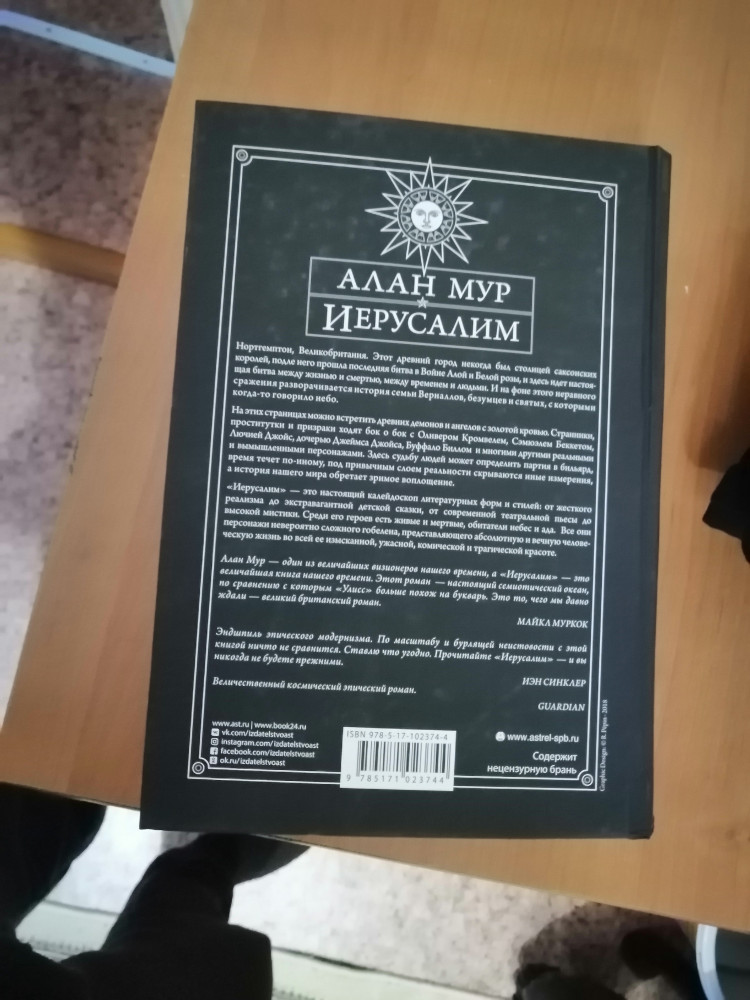 АЛАН МУР
ИЕРУСАЛИМ
Нортгемптон, Великобритания. Этот древний город некогда был столицей саксонских
королей, подле него прошла последняя битва в Войне Алой и Белой розы, и здесь идет настоя-
щая битва между жизнью и смертью, между временем и людьми. И на фоне этого неравного
сражения разворачивается история семьи Верналлов, безумцев и святых, с которыми
когда-то говорило небо.
На этих страницах можно встретить древних демонов и ангелов с золотой кровью. Странники,
проститутки и призраки ходят бок о бок с Оливером Кромвелем, Сэмюэлем Беккетом,
Лючией Джойс, дочерью Джеймса Джойса, Буффало Биллом и многими другими реальными
и вымышленными персонажами. Здесь судьбу людей может определить партия в бильярд,
время течет по-иному, под привычным слоем реальности скрываются иные измерения,
а история нашего мира обретает зримое воплощение.
«Иерусалим» — это настоящий калейдоскоп литературных форм и стилей: от жесткого
реализма до экстравагантной детской сказки, от современной театральной пьесы до
высокой мистики. Среди его героев есть живые и мертвые, обитатели небес и ада. Все они
персонажи невероятно сложного гобелена, представляющего абсолютную и вечную челове-
ческую жизнь во всей ее изысканной, ужасной, комической и трагической красоте.
Алан Мур — один из величайших визионеров нашего времени, а «Иерусалим» — это
величайшая книга нашего времени. Этот роман — настоящий семиотический океан,
по сравнению с которым «Улисс» больше похож на букварь. Это то, чего мы давно
ждали — великий британский роман.
МАЙКЛ МУРКОК
Эндшпиль эпического модернизма. По масштабу и бурлящей неистовости с этой
книгой ничто не сравнится. Ставлю что угодно. Прочитайте «Иерусалим» — и вы
никогда не будете прежними.
ИЭН СИНКЛЕР
Величественный космический эпический роман.
GUARDIAN
www.ast.ru | www.book24.ru
vk.com/izdatelstvoast
instagram.com/izdatelstvoast
facebook.com/izdatelstvoast
ok.ru/izdatelstvoast
ISBN 978-5-17-102374-4
9 785171 023744
www.astrel-spb.ru
Содержит
нецензурную брань
Graphic Design: © R. Papsu · 2018